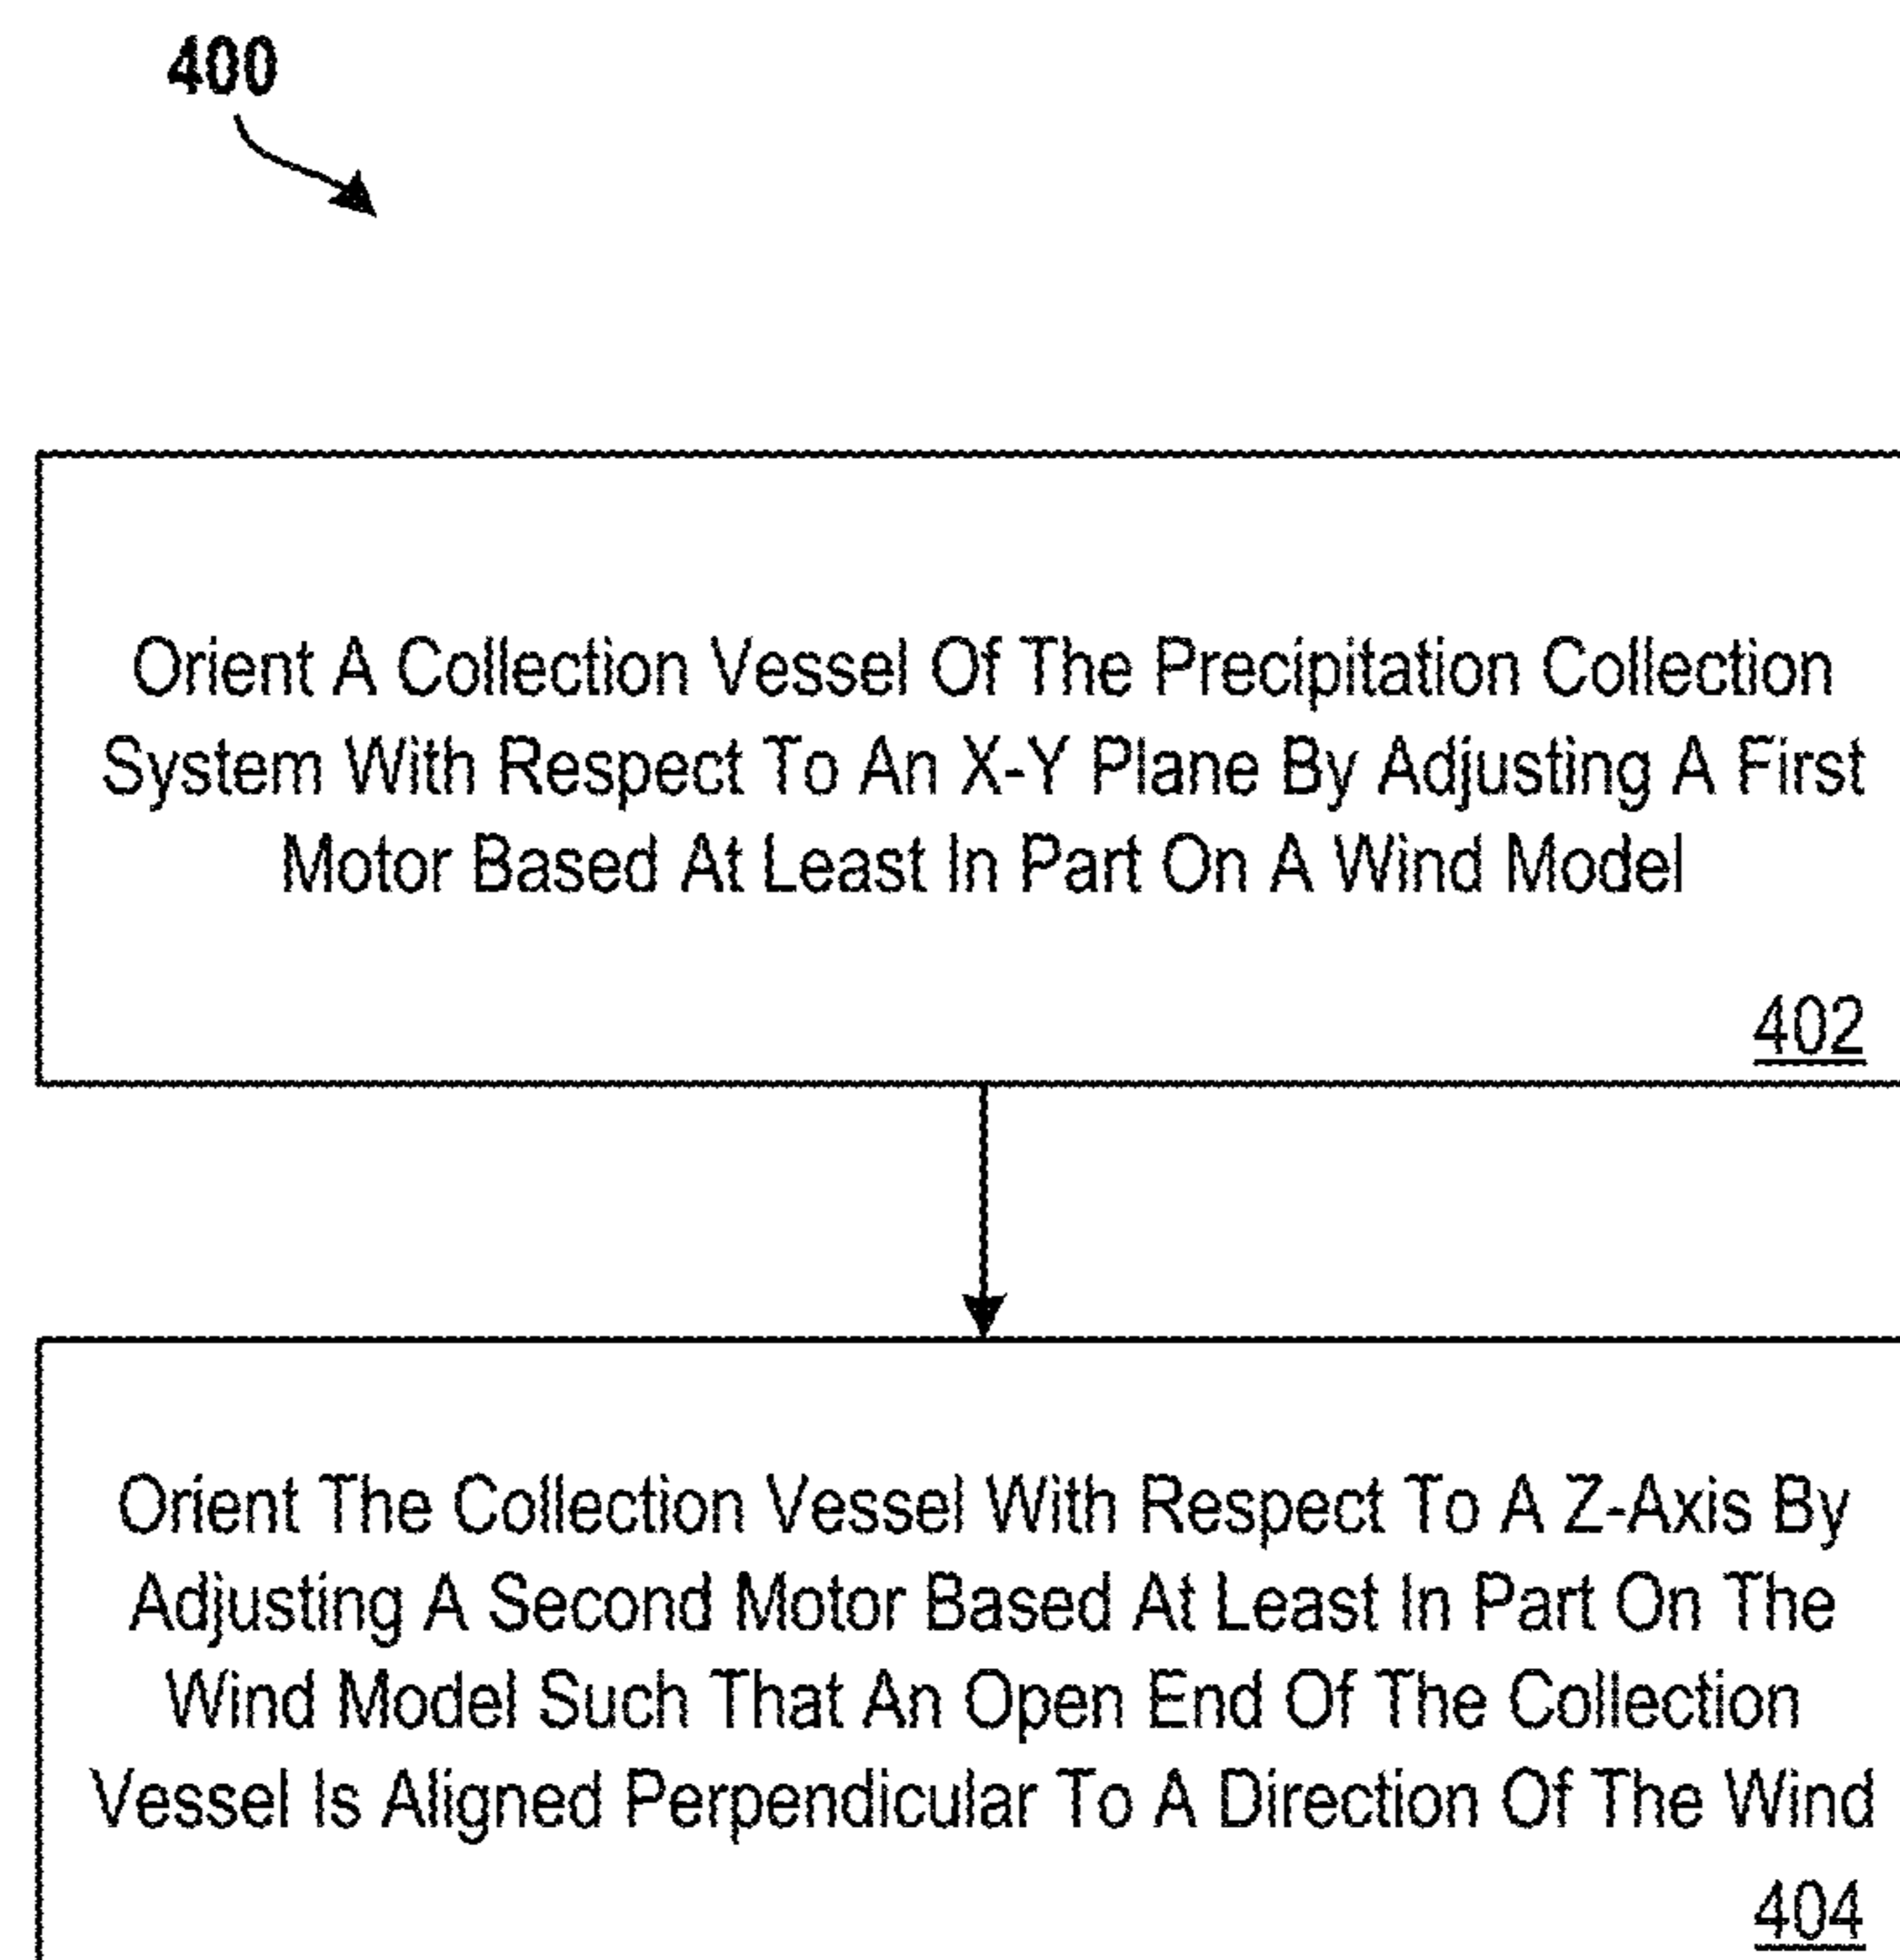 400
Orient A Collection Vessel Of The Precipitation Collection
System With Respect To An X-Y Plane By Adjusting A First
Motor Based At Least In Part On A Wind Model
402
Orient The Collection Vessel With Respect To A Z-Axis By
Adjusting A Second Motor Based At Least In Part On The
Wind Model Such That An Open End Of The Collection
Vessel Is Aligned Perpendicular To A Direction Of The Wind
404